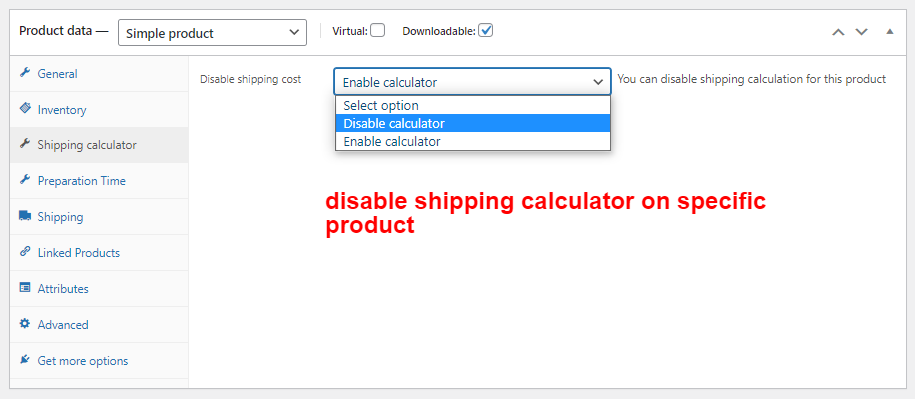 Product data — Simple product Virtual: Downloadable:
General
Disable shipping cost Enable calculator You can disable shipping calculation for this product
Select option
Inventory
Disable calculator
Enable calculator
Shipping calculator
Preparation Time
disable shipping calculator on specific
product
Shipping
Linked Products
Attributes
Advanced
Get more options